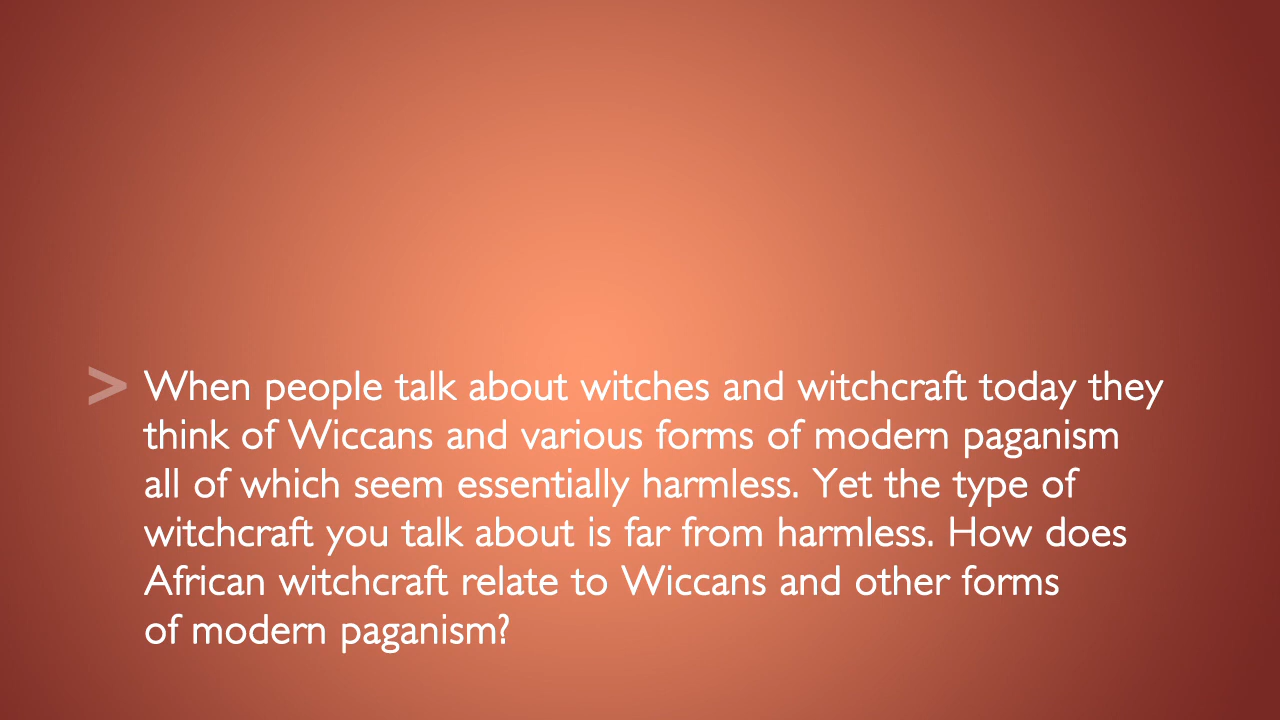 > When people talk about witches and witchcraft today they
think of Wiccans and various forms of modern paganism
all of which seem essentially harmless. Yet the type of
witchcraft you talk about is far from harmless. How does
African witchcraft relate to Wiccans and other forms
of modern paganism?